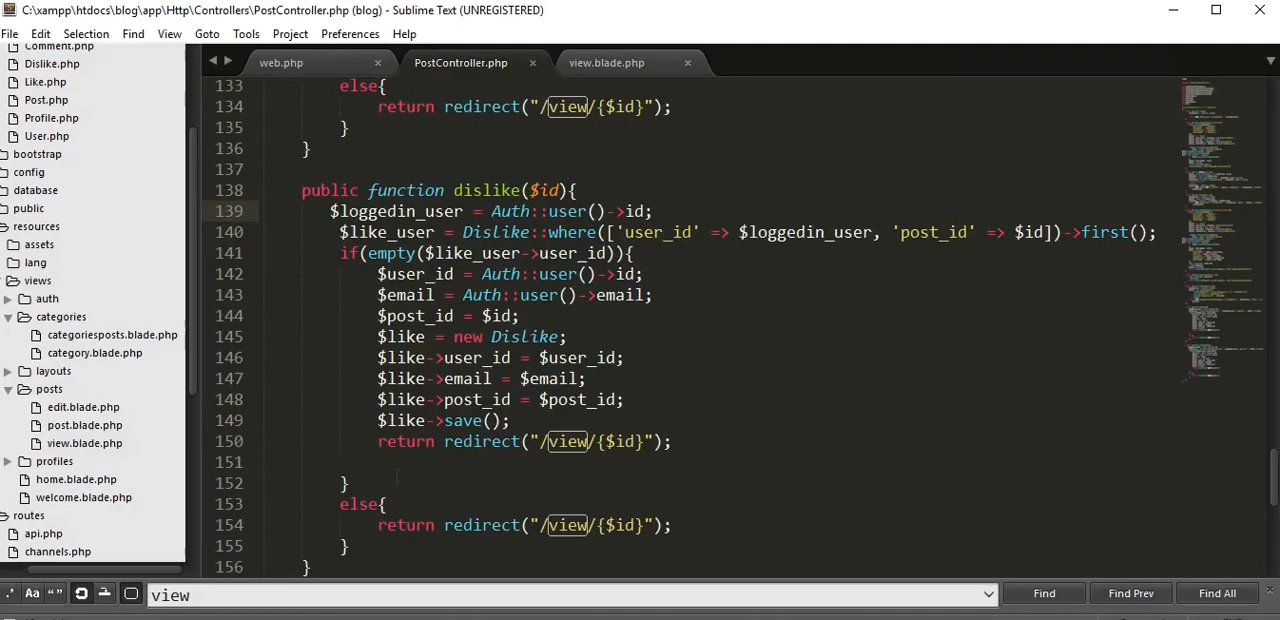 C:\xampp\htdocs\blog\app\Http\Controllers\PostController.php (blog) - Sublime Text (UNREGISTERED)
File Edit Selection Find View Goto Tools Project Preferences Help
Comment.php
Dislike.php
Like.php
Post.php
Profile.php
User.php
bootstrap
config
database
public
resources
assets
lang
views
auth
categories
categoriesposts.blade.php
category.blade.php
layouts
posts
edit.blade.php
post.blade.php
view.blade.php
profiles
home.blade.php
welcome.blade.php
routes
api.php
channels.php
web.php × PostController.php × view.blade.php ×
133 else{
134 return redirect("/view/{$id}");
135 }
136 }
137
138 public function dislike($id){
139 $loggedin_user = Auth::user()->id;
140 $like_user = Dislike::where(['user_id' => $loggedin_user, 'post_id' => $id])->first();
141 if(empty($like_user->user_id)){
142 $user_id = Auth::user()->id;
143 $email = Auth::user()->email;
144 $post_id = $id;
145 $like = new Dislike;
146 $like->user_id = $user_id;
147 $like->email = $email;
148 $like->post_id = $post_id;
149 $like->save();
150 return redirect("/view/{$id}");
151
152 }
153 else{
154 return redirect("/view/{$id}");
155 }
156 }
.* Aa “” view Find Find Prev Find All ×